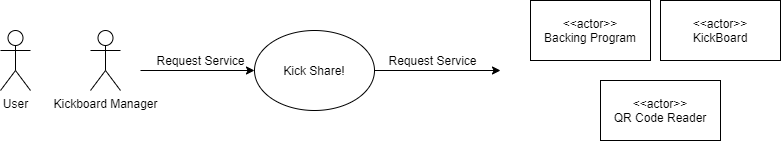 User
Kickboard Manager
Request Service
Kick Share!
Request Service
<<actor>>
Backing Program
<<actor>>
KickBoard
<<actor>>
QR Code Reader